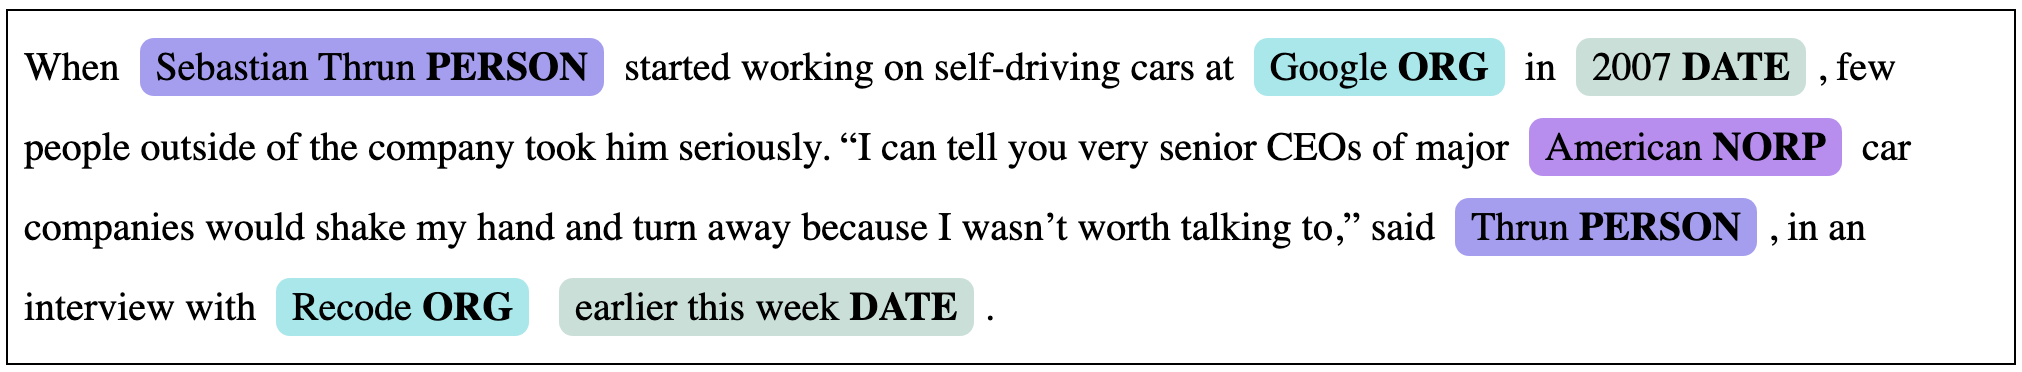 When Sebastian Thrun PERSON started working on self-driving cars at Google ORG in 2007 DATE , few
people outside of the company took him seriously. “I can tell you very senior CEOs of major American NORP car
companies would shake my hand and turn away because I wasn’t worth talking to,” said Thrun PERSON , in an
interview with Recode ORG earlier this week DATE .